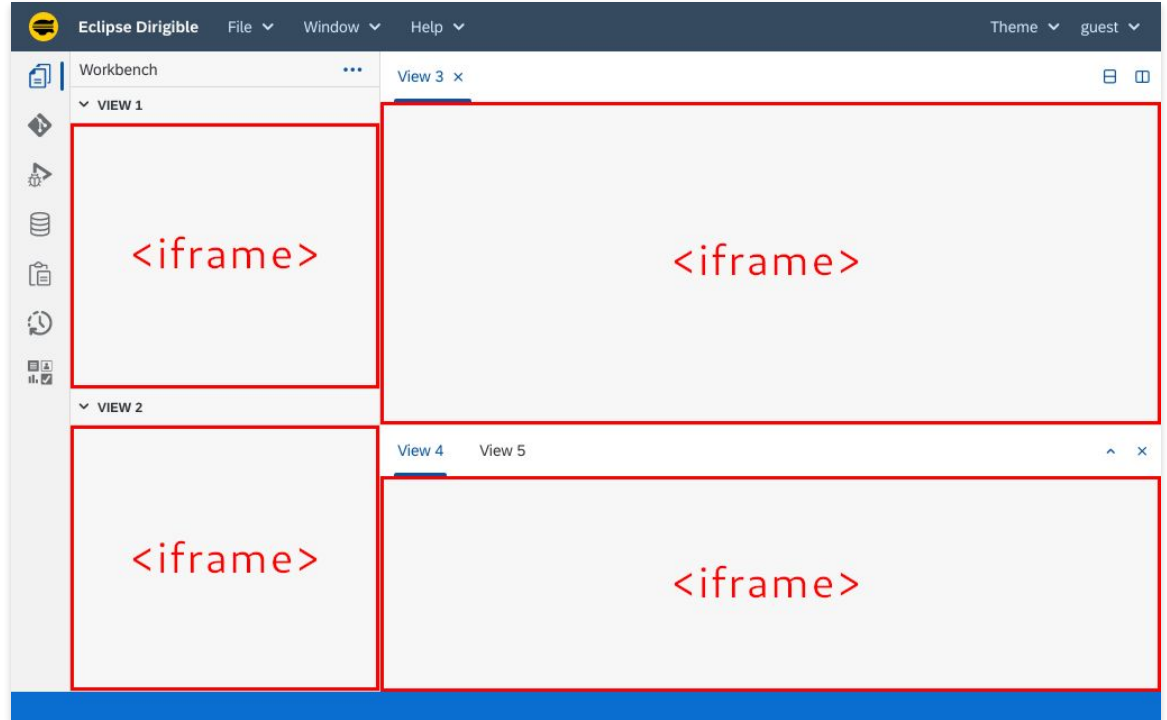 Eclipse Dirigible File Window Help Theme guest
Workbench
VIEW 1
<iframe>
VIEW 2
<iframe>
View 3
<iframe>
View 4 View 5
<iframe>